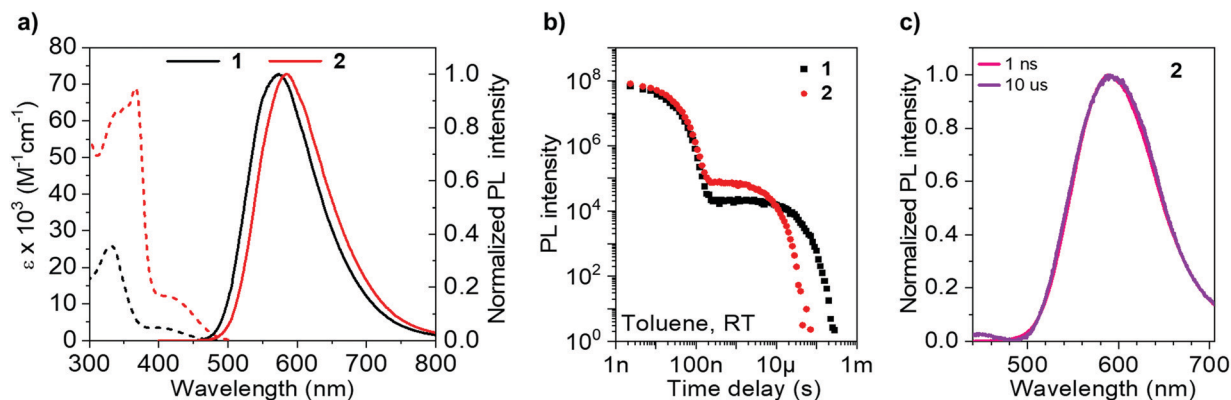 a)
1 2
ε x 10³ (M⁻¹cm⁻¹)
80
70
60
50
40
30
20
10
0
300 400 500 600 700 800
Wavelength (nm)
1.0
0.8
0.6
0.4
0.2
0.0
Normalized PL intensity
b)
1
2
PL intensity
10⁸
10⁶
10⁴
10²
10⁰
Toluene, RT
1n 100n 10µ 1m
Time delay (s)
c)
1 ns
10 us
2
Normalized PL intensity
1.0
0.8
0.6
0.4
0.2
0.0
500 600 700
Wavelength (nm)